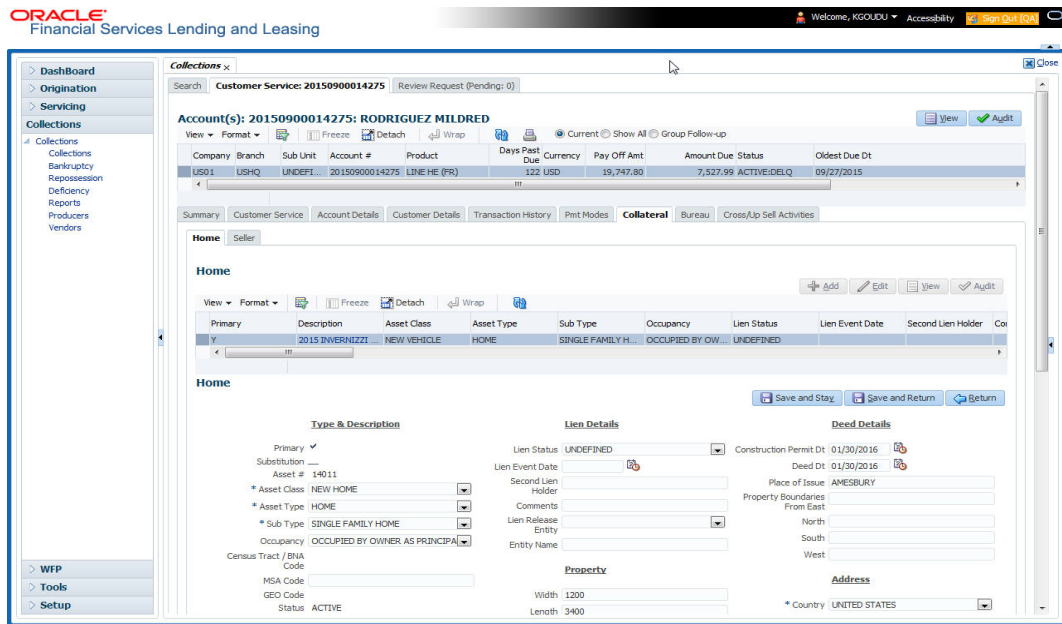 ORACLE
Financial Services Lending and Leasing
Welcome, KGOUDU Accessibility Sign Out [QA]
Close
DashBoard
Origination
Servicing
Collections
Collections
Collections
Bankruptcy
Repossession
Deficiency
Reports
Producers
Vendors
WFP
Tools
Setup
Collections x
Search Customer Service: 20150900014275 Review Request (Pending: 0)
Account(s): 20150900014275: RODRIGUEZ MILDRED
View Audit
View Format Freeze Detach Wrap Current Show All Group Follow-up
Company Branch Sub Unit Account # Product Days Past Due Currency Pay Off Amt Amount Due Status Oldest Due Dt
US01 USHQ UNDEFI... 20150900014275 LINE HE (FR) 122 USD 19,747.80 7,527.99 ACTIVE:DELQ 09/27/2015
Summary Customer Service Account Details Customer Details Transaction History Pmt Modes Collateral Bureau Cross/Up Sell Activities
Home Seller
Home
Add Edit View Audit
View Format Freeze Detach Wrap
Primary Description Asset Class Asset Type Sub Type Occupancy Lien Status Lien Event Date Second Lien Holder Coi
Y 2015 INVERNIZZI ... NEW VEHICLE HOME SINGLE FAMILY H... OCCUPIED BY OW... UNDEFINED
Home
Save and Stay Save and Return Return
Type & Description
Primary
Substitution
Asset # 14011
* Asset Class NEW HOME
* Asset Type HOME
* Sub Type SINGLE FAMILY HOME
Occupancy OCCUPIED BY OWNER AS PRINCIPA
Census Tract / BNA Code
MSA Code
GEO Code
Status ACTIVE
Lien Details
Lien Status UNDEFINED
Lien Event Date
Second Lien Holder
Comments
Lien Release Entity
Entity Name
Property
Width 1200
Length 3400
Deed Details
Construction Permit Dt 01/30/2016
Deed Dt 01/30/2016
Place of Issue AMESBURY
Property Boundaries From East
North
South
West
Address
* Country UNITED STATES